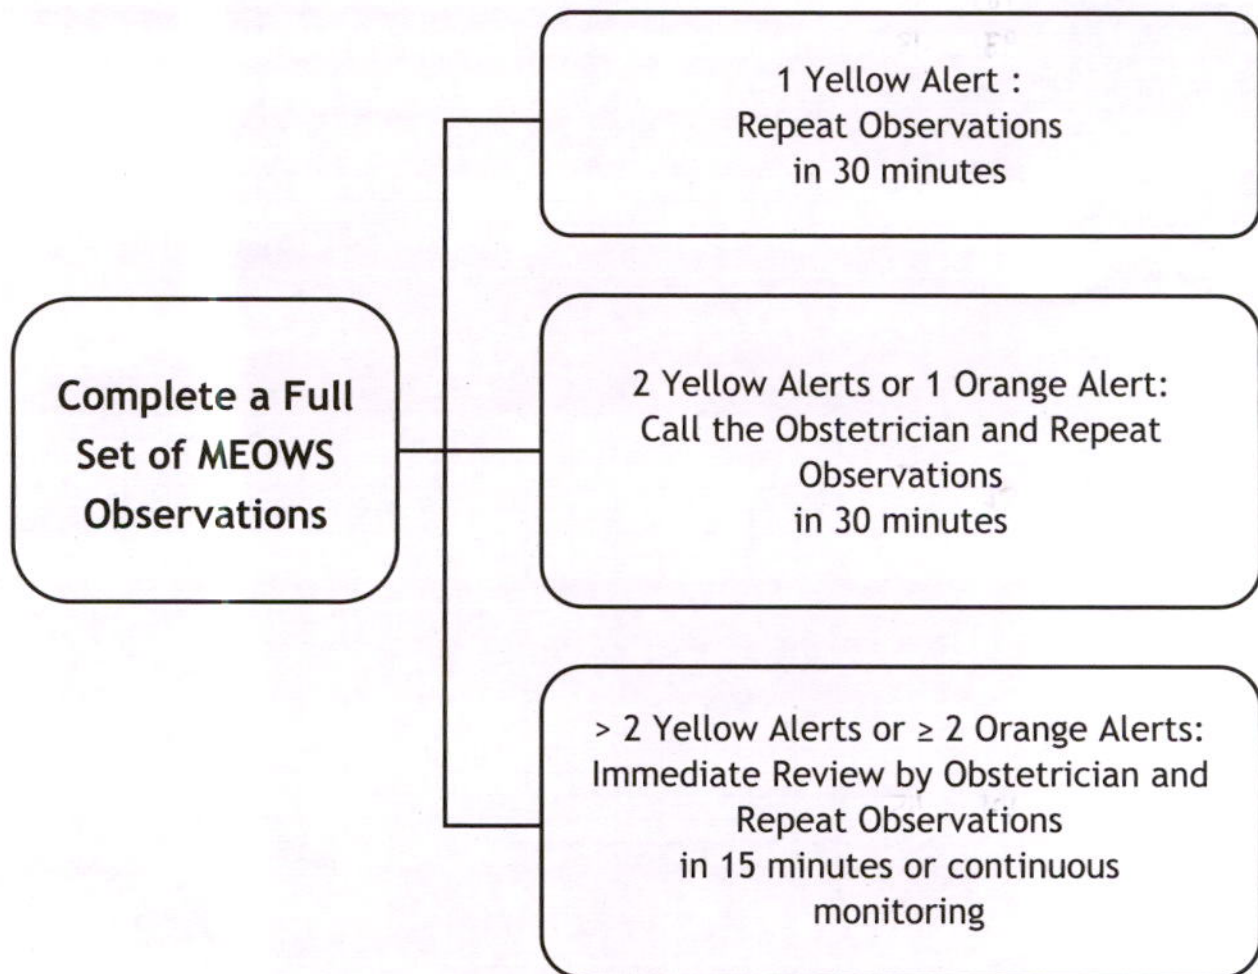 Complete a Full
Set of MEOWS
Observations
1 Yellow Alert :
Repeat Observations
in 30 minutes
2 Yellow Alerts or 1 Orange Alert:
Call the Obstetrician and Repeat
Observations
in 30 minutes
> 2 Yellow Alerts or ≥ 2 Orange Alerts:
Immediate Review by Obstetrician and
Repeat Observations
in 15 minutes or continuous
monitoring